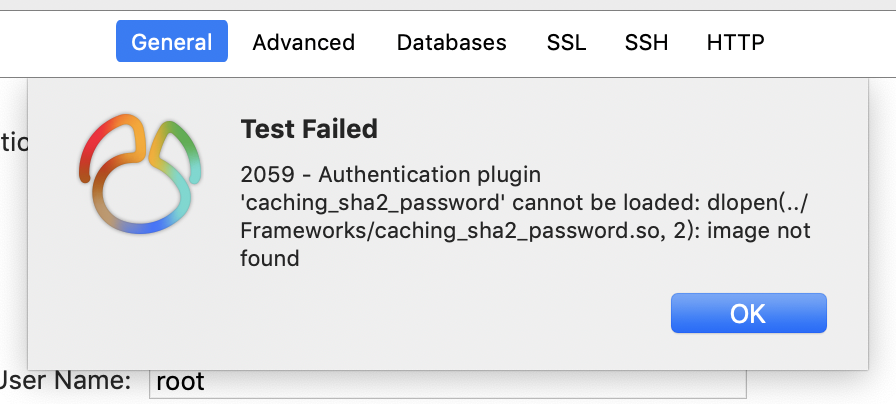 General Advanced Databases SSL SSH HTTP
Test Failed
2059 - Authentication plugin
'caching_sha2_password' cannot be loaded: dlopen(../
Frameworks/caching_sha2_password.so, 2): image not
found
OK
User Name: root